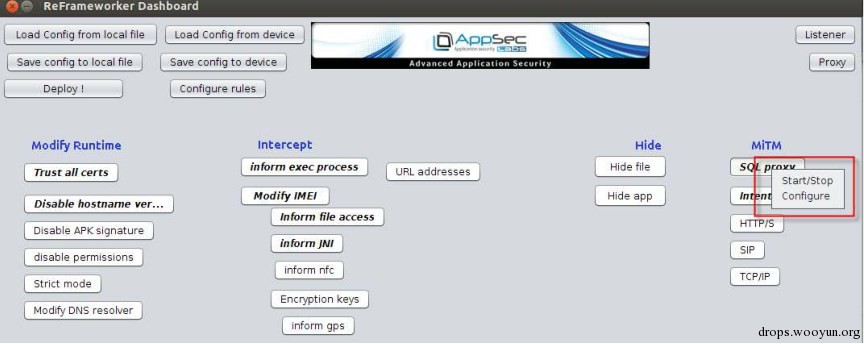 ReFrameworker Dashboard
Load Config from local file
Load Config from device
AppSec
Application security LABS
Advanced Application Security
Listener
Save config to local file
Save config to device
Proxy
Deploy !
Configure rules
Modify Runtime
Intercept
Hide
MiTM
Trust all certs
inform exec process
URL addresses
Hide file
SQL proxy
Start/Stop
Configure
Disable hostname ver...
Modify IMEI
Hide app
Intent
Disable APK signature
Inform file access
HTTP/S
disable permissions
inform JNI
SIP
Strict mode
inform nfc
TCP/IP
Modify DNS resolver
Encryption keys
inform gps
drops.wooyun.org